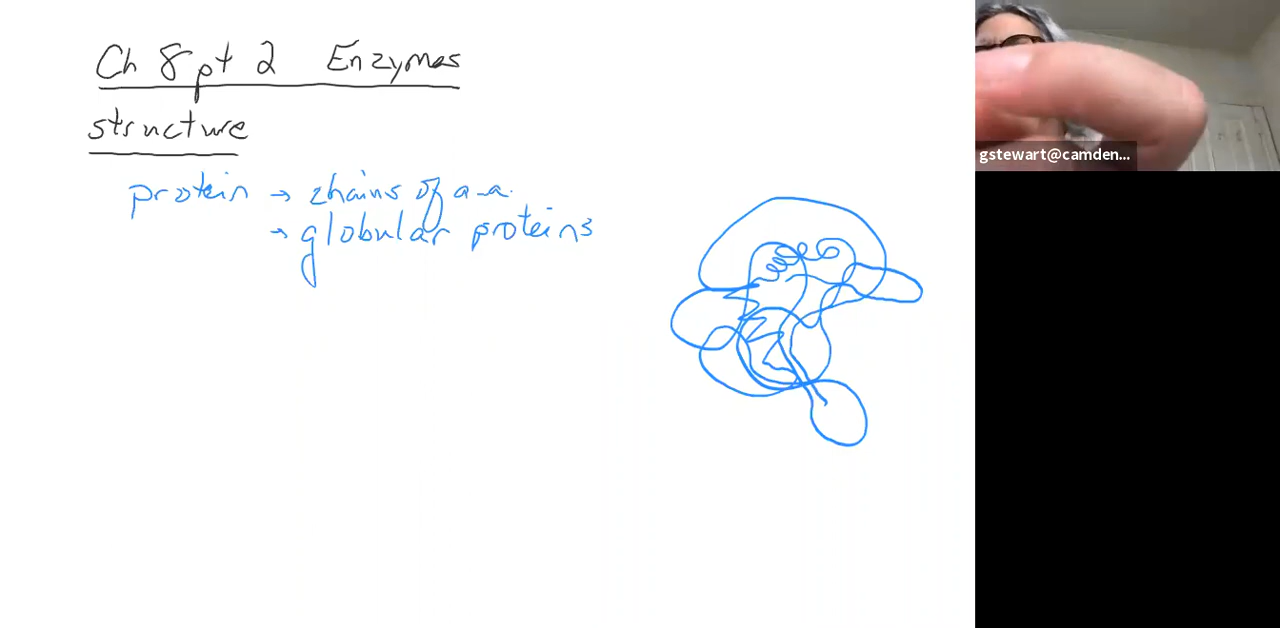 Ch 8 pt 2 Enzymes
structure
protein → chains of a.a.
→ globular proteins
gstewart@camden...